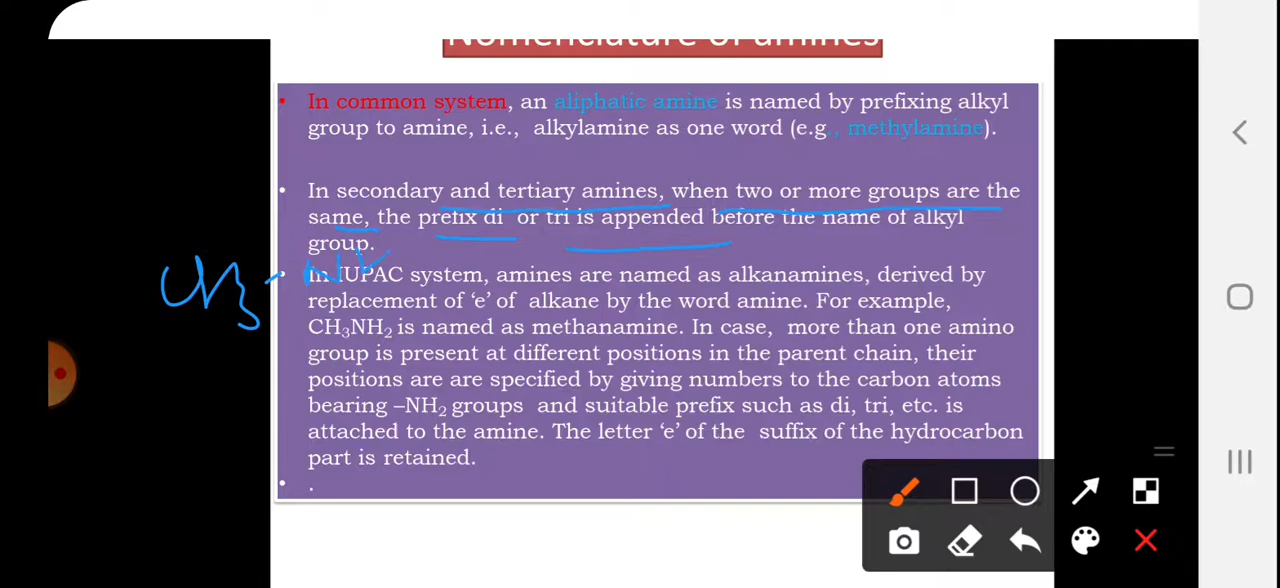 Nomenclature of amines
• In common system, an aliphatic amine is named by prefixing alkyl
group to amine, i.e., alkylamine as one word (e.g., methylamine).
• In secondary and tertiary amines, when two or more groups are the
same, the prefix di or tri is appended before the name of alkyl
group.
• In IUPAC system, amines are named as alkanamines, derived by
replacement of ‘e’ of alkane by the word amine. For example,
CH₃NH₂ is named as methanamine. In case, more than one amino
group is present at different positions in the parent chain, their
positions are are specified by giving numbers to the carbon atoms
bearing –NH₂ groups and suitable prefix such as di, tri, etc. is
attached to the amine. The letter ‘e’ of the suffix of the hydrocarbon
part is retained.
• .
CH3-